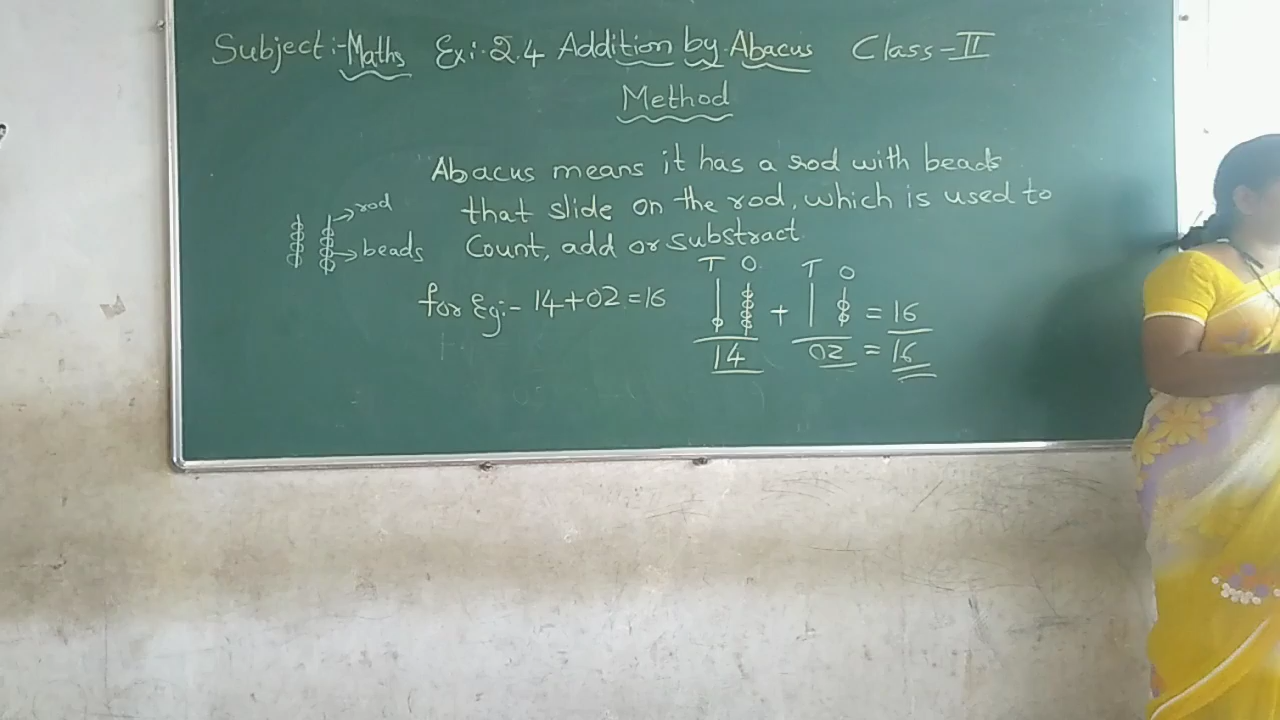 Subject:-Maths Ex:-2.4 Addition by Abacus Class-II
Method
Abacus means it has a rod with beads
that slide on the rod, which is used to
Count, add or substract.
rod
beads
for Eg:- 14+02=16
T O T O
+ = 16
14 02 = 16